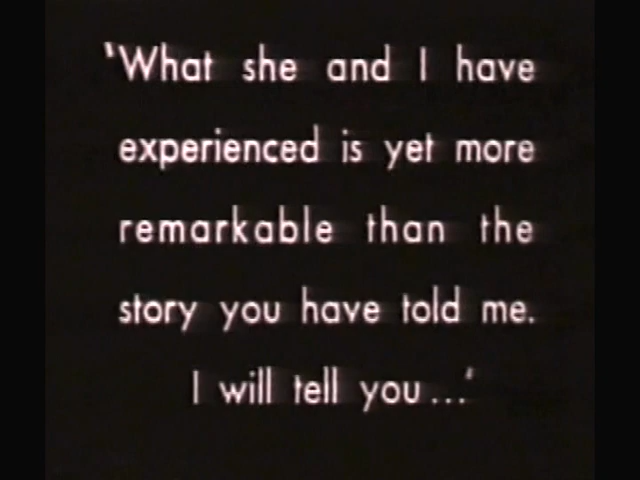 'What she and I have
experienced is yet more
remarkable than the
story you have told me.
I will tell you...'